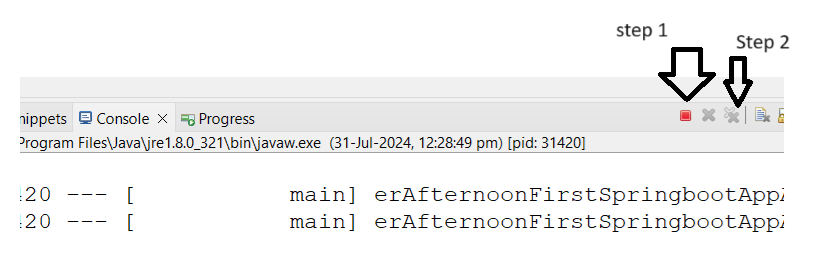 step 1
Step 2
nippets Console Progress
Program Files\Java\jre1.8.0_321\bin\javaw.exe (31-Jul-2024, 12:28:49 pm) [pid: 31420]
420 --- [ main] erAfternoonFirstSpringbootAppA
420 --- [ main] erAfternoonFirstSpringbootAppA